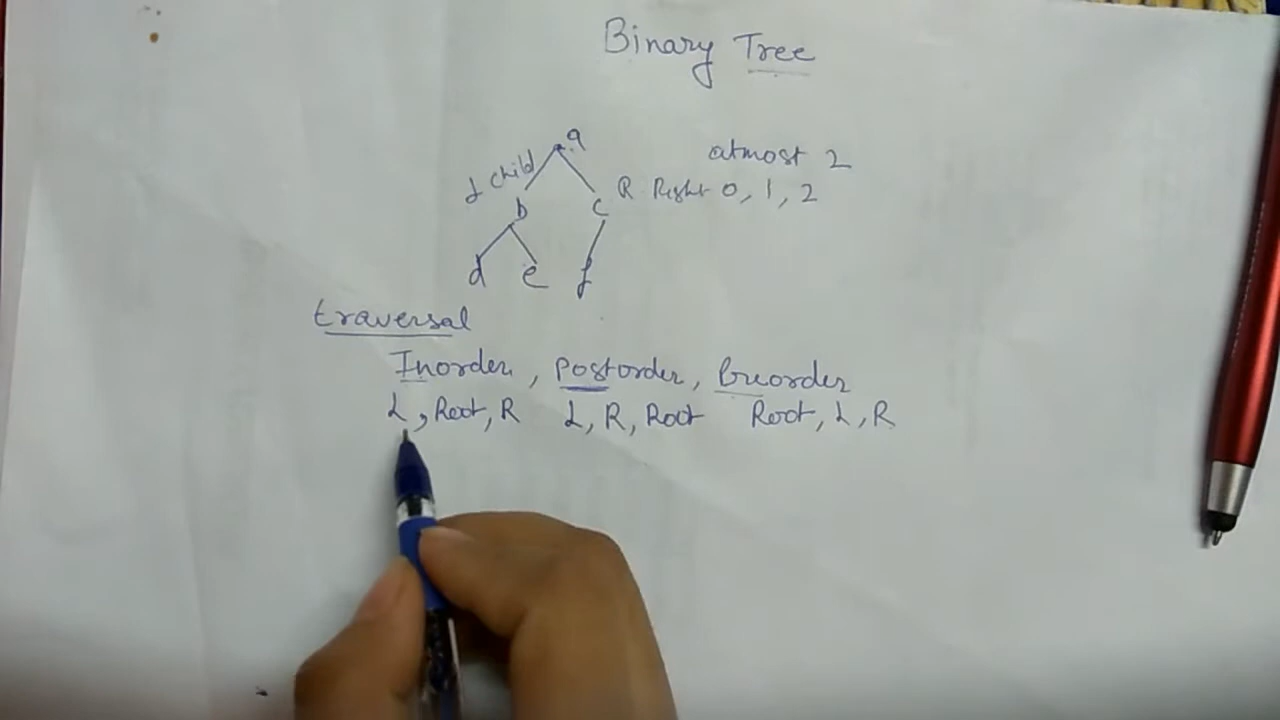 Binary Tree
a
atmost 2
L child
R Right 0, 1, 2
b c
d e f
traversal
Inorder, Postorder, Preorder
L, Root, R L, R, Root Root, L, R